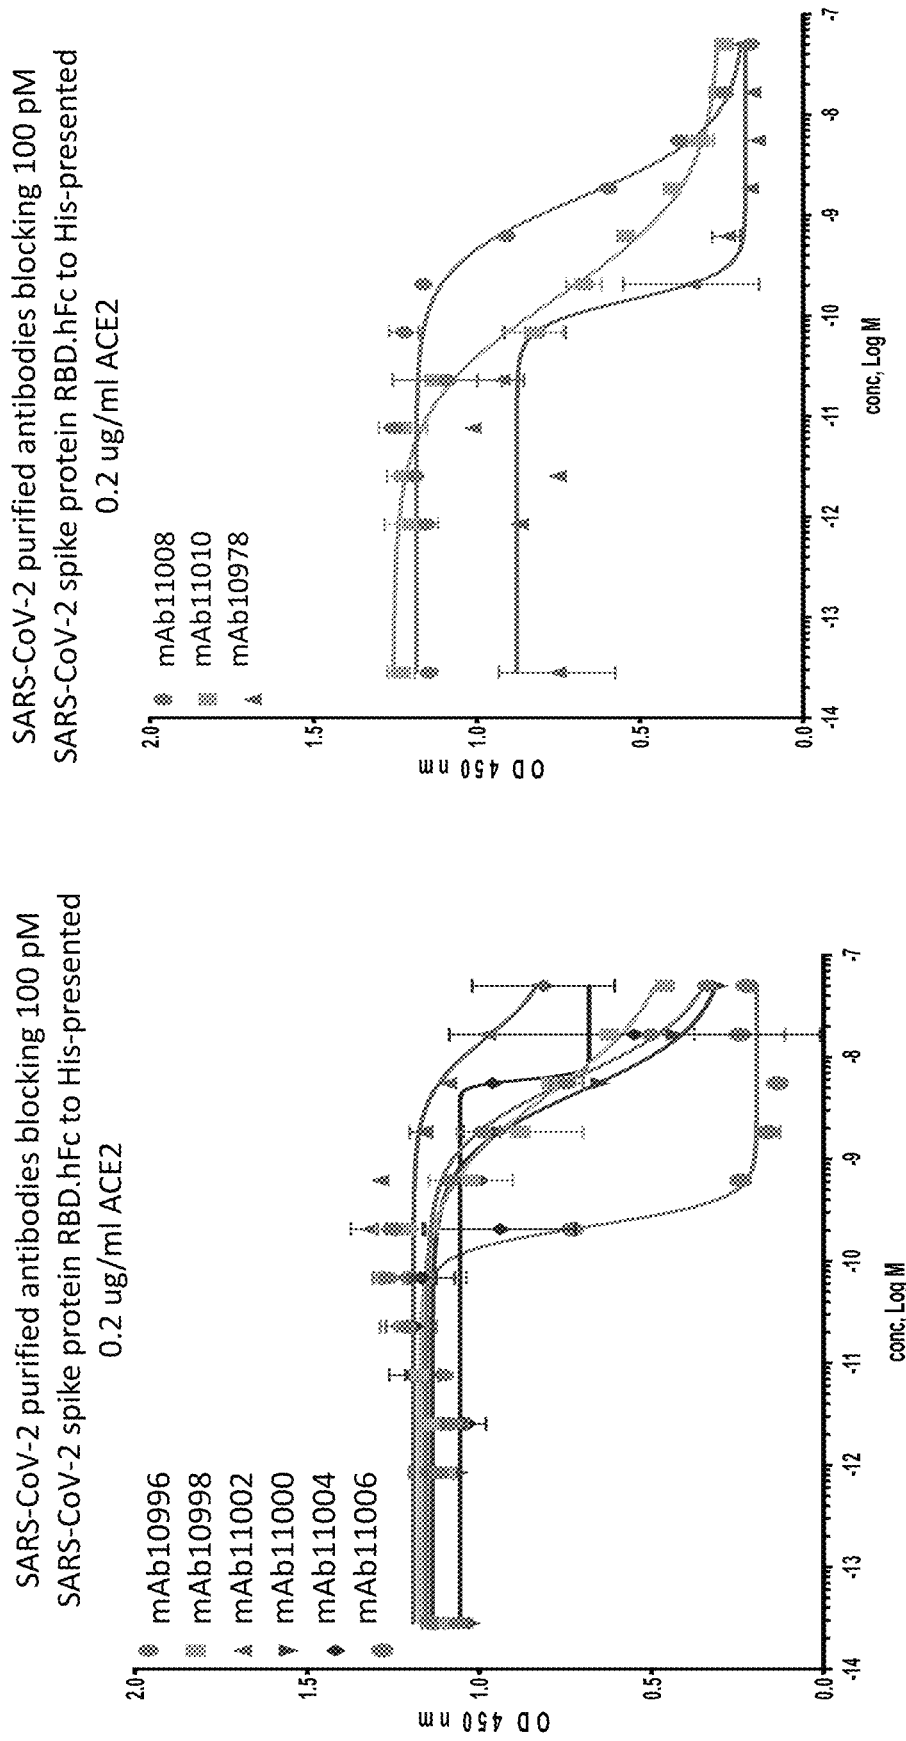 SARS-CoV-2 purified antibodies blocking 100 pM
SARS-CoV-2 spike protein RBD.hFc to His-presented
0.2 ug/ml ACE2
mAb10996
mAb10998
mAb11002
mAb11000
mAb11004
mAb11006
2.0
1.5
1.0
0.5
0.0
OD 450 nm
-14
-13
-12
-11
-10
-9
-8
-7
conc, Log M
SARS-CoV-2 purified antibodies blocking 100 pM
SARS-CoV-2 spike protein RBD.hFc to His-presented
0.2 ug/ml ACE2
mAb11008
mAb11010
mAb10978
2.0
1.5
1.0
0.5
0.0
OD 450 nm
-14
-13
-12
-11
-10
-9
-8
-7
conc, Log M